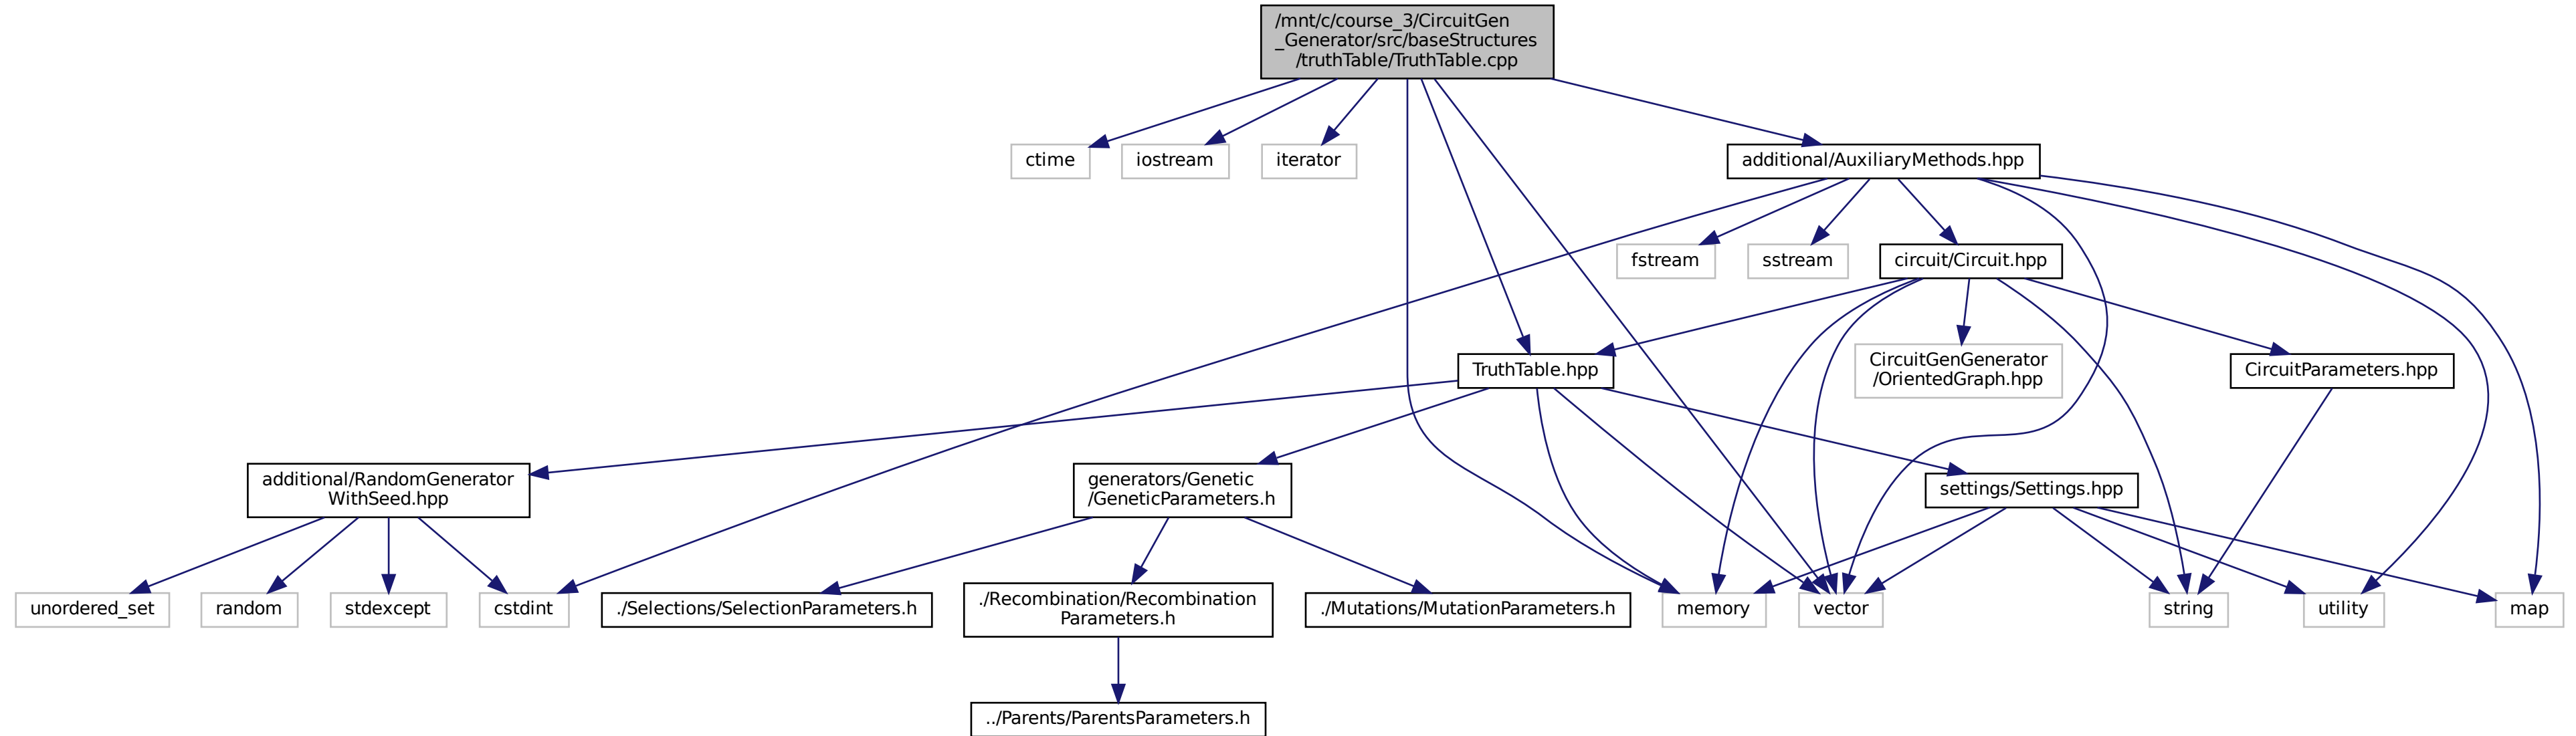 /mnt/c/course_3/CircuitGen
_Generator/src/baseStructures
/truthTable/TruthTable.cpp
ctime
iostream
iterator
additional/AuxiliaryMethods.hpp
fstream
sstream
circuit/Circuit.hpp
TruthTable.hpp
CircuitGenGenerator
/OrientedGraph.hpp
CircuitParameters.hpp
additional/RandomGenerator
WithSeed.hpp
generators/Genetic
/GeneticParameters.h
settings/Settings.hpp
unordered_set
random
stdexcept
cstdint
./Selections/SelectionParameters.h
./Recombination/Recombination
Parameters.h
./Mutations/MutationParameters.h
memory
vector
string
utility
map
../Parents/ParentsParameters.h